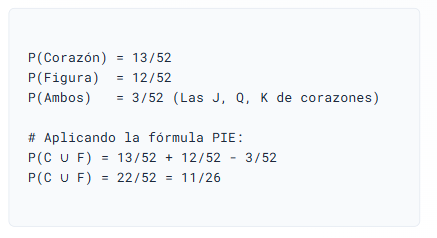 P(Corazón) = 13/52
P(Figura)  = 12/52
P(Ambos)   = 3/52 (Las J, Q, K de corazones)
# Aplicando la fórmula PIE:
P(C ∪ F) = 13/52 + 12/52 - 3/52
P(C ∪ F) = 22/52 = 11/26